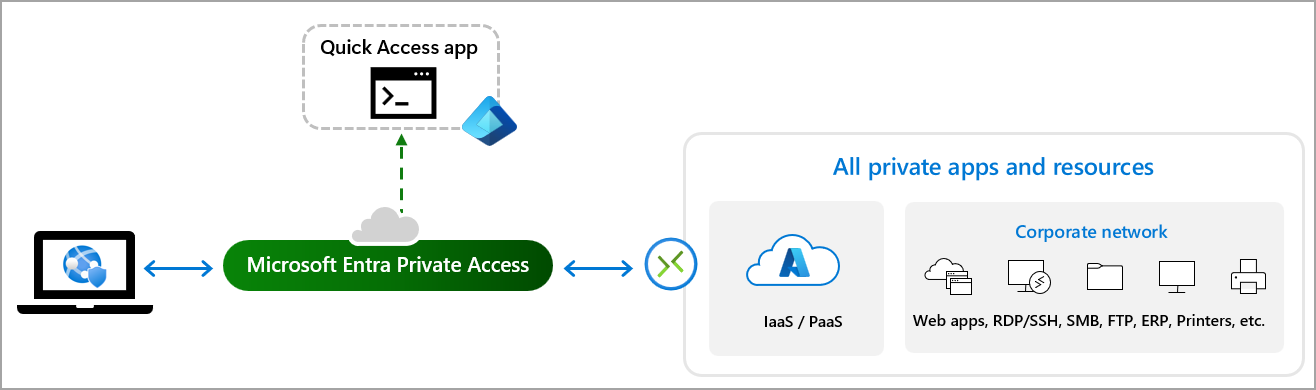 Quick Access app
All private apps and resources
Corporate network
Microsoft Entra Private Access
IaaS / PaaS
Web apps, RDP/SSH, SMB, FTP, ERP, Printers, etc.